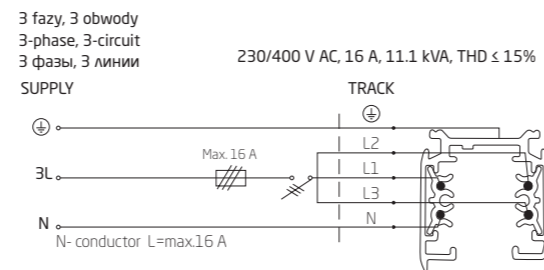 3 fazy, 3 obwody
3-phase, 3-circuit
3 фазы, 3 линии
230/400 V AC, 16 A, 11.1 kVA, THD ≤ 15%
SUPPLY
TRACK
L2
Max. 16 A
3L
L1
L3
N
N
N- conductor L=max.16 A